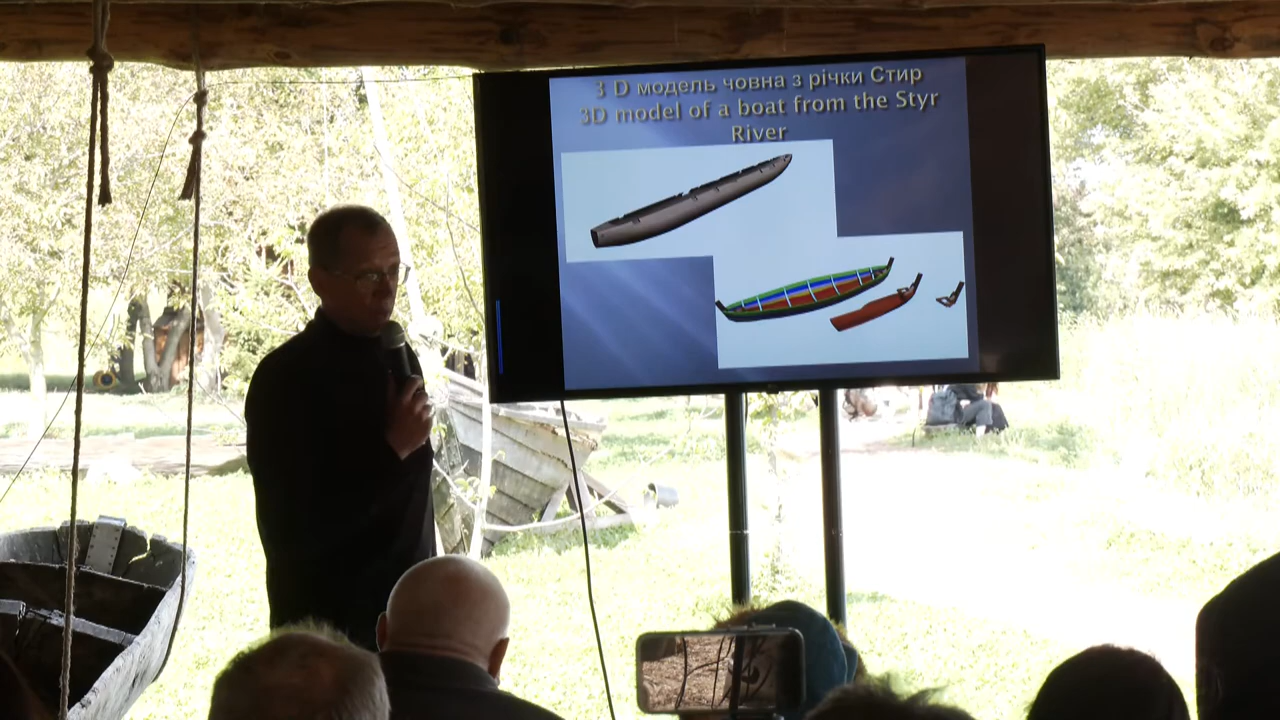 3 D модель човна з річки Стир
3D model of a boat from the Styr
River